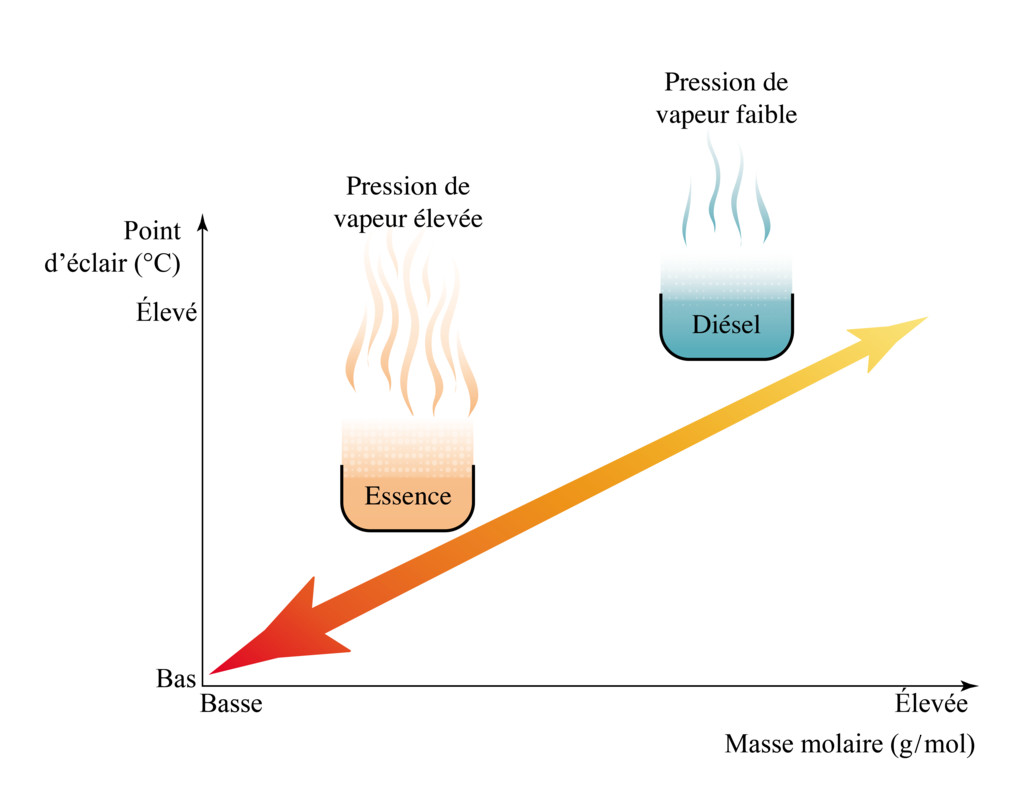 Pression de
vapeur faible
Pression de
vapeur élevée
Point
d’éclair (°C)
Élevé
Diésel
Essence
Bas
Basse
Élevée
Masse molaire (g/mol)